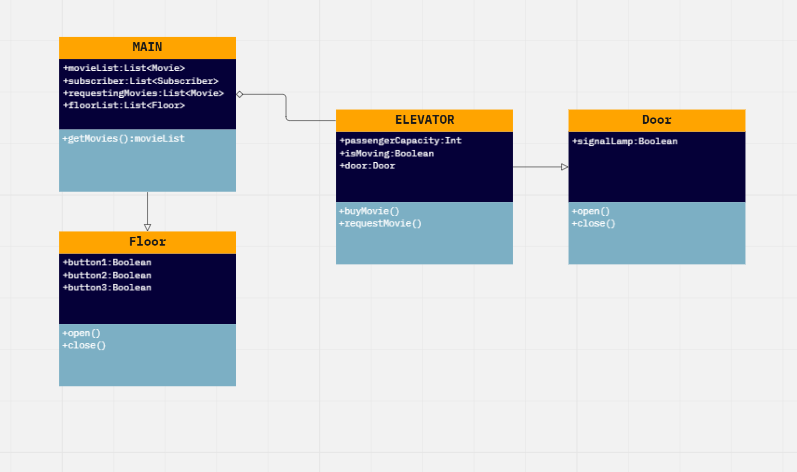 MAIN
+movieList:List<Movie>
+subscriber:List<Subscriber>
+requestingMovies:List<Movie>
+floorList:List<Floor>
+getMovies():movieList
ELEVATOR
+passengerCapacity:Int
+isMoving:Boolean
+door:Door
+buyMovie()
+requestMovie()
Door
+signalLamp:Boolean
+open()
+close()
Floor
+button1:Boolean
+button2:Boolean
+button3:Boolean
+open()
+close()